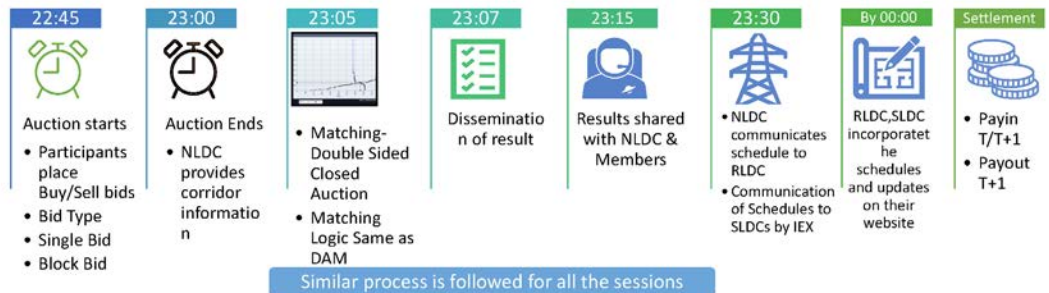 22:45
Auction starts
• Participants
place
Buy/Sell bids
• Bid Type
• Single Bid
• Block Bid
23:00
Auction Ends
• NLDC
provides
corridor
informatio
n
23:05
• Matching-
Double Sided
Closed
Auction
• Matching
Logic Same as
DAM
23:07
Disseminatio
n of result
23:15
Results shared
with NLDC &
Members
23:30
• NLDC
communicates
schedule to
RLDC
• Communication
of Schedules to
SLDCs by IEX
By 00:00
RLDC,SLDC
incorporatet
he
schedules
and updates
on their
website
Settlement
• Payin
T/T+1
• Payout
T+1
Similar process is followed for all the sessions